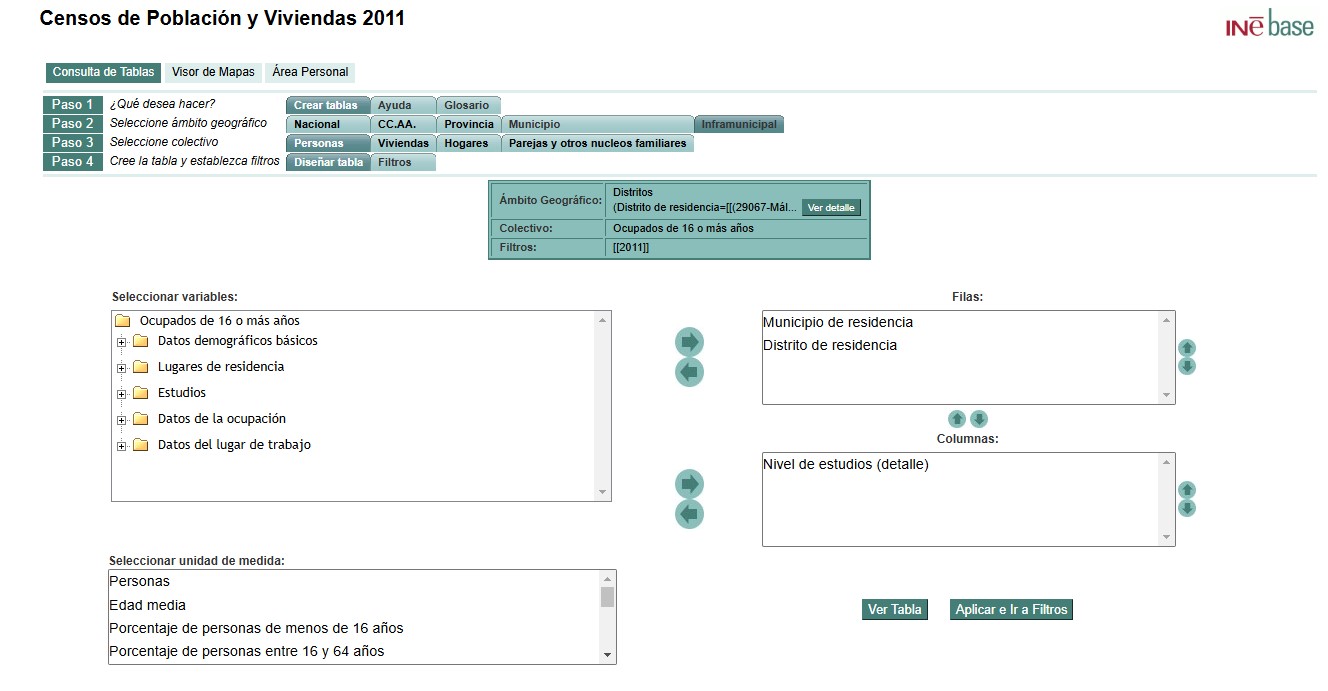 Censos de Población y Viviendas 2011
INē base
Consulta de Tablas Visor de Mapas Área Personal
Paso 1 ¿Qué desea hacer? Crear tablas Ayuda Glosario
Paso 2 Seleccione ámbito geográfico Nacional CC.AA. Provincia Municipio Inframunicipal
Paso 3 Seleccione colectivo Personas Viviendas Hogares Parejas y otros nucleos familiares
Paso 4 Cree la tabla y establezca filtros Diseñar tabla Filtros
Ámbito Geográfico: Distritos
(Distrito de residencia=[[(29067-Mál... Ver detalle
Colectivo: Ocupados de 16 o más años
Filtros: [[2011]]
Seleccionar variables:
Ocupados de 16 o más años
Datos demográficos básicos
Lugares de residencia
Estudios
Datos de la ocupación
Datos del lugar de trabajo
Filas:
Municipio de residencia
Distrito de residencia
Columnas:
Nivel de estudios (detalle)
Seleccionar unidad de medida:
Personas
Edad media
Porcentaje de personas de menos de 16 años
Porcentaje de personas entre 16 y 64 años
Ver Tabla Aplicar e Ir a Filtros